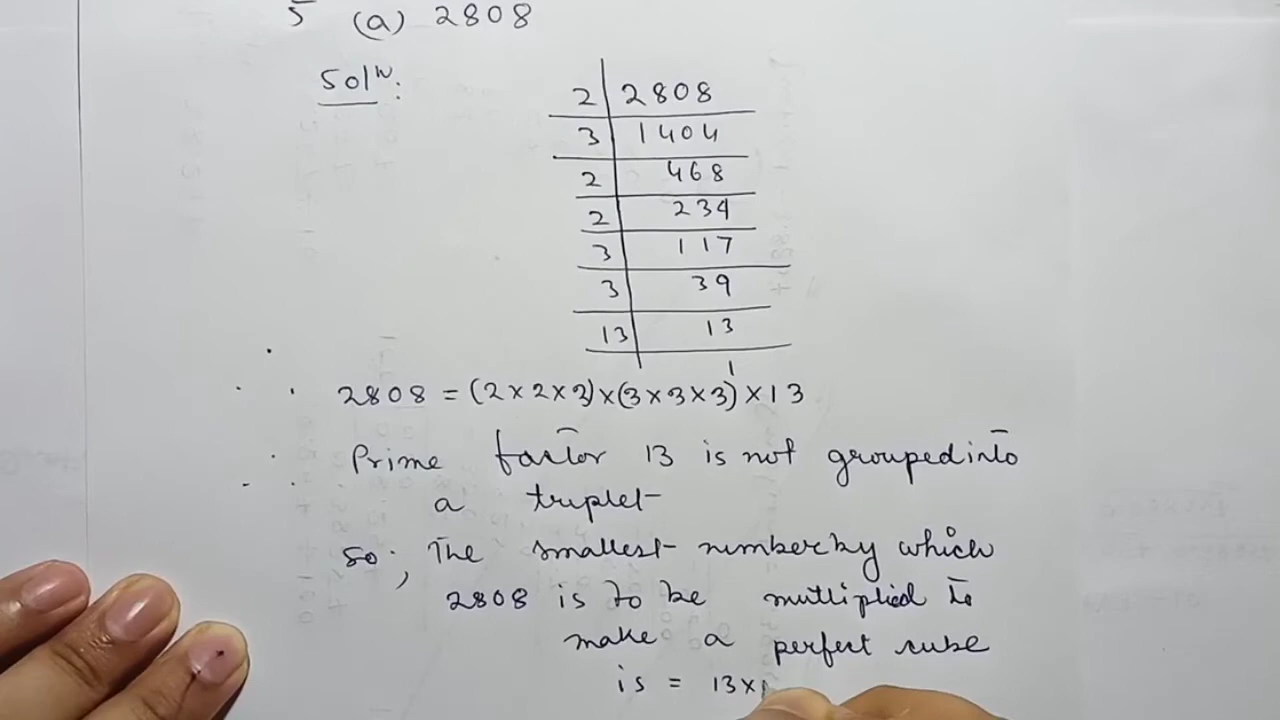 5 (a) 2808
Solⁿ:
2 | 2808
3 | 1404
2 | 468
2 | 234
3 | 117
3 | 39
13 | 13
1
2808 = (2×2×2)×(3×3×3)×13
Prime factor 13 is not grouped into
a triplet
So, The smallest number by which
2808 is to be multiplied to
make a perfect cube
is = 13×